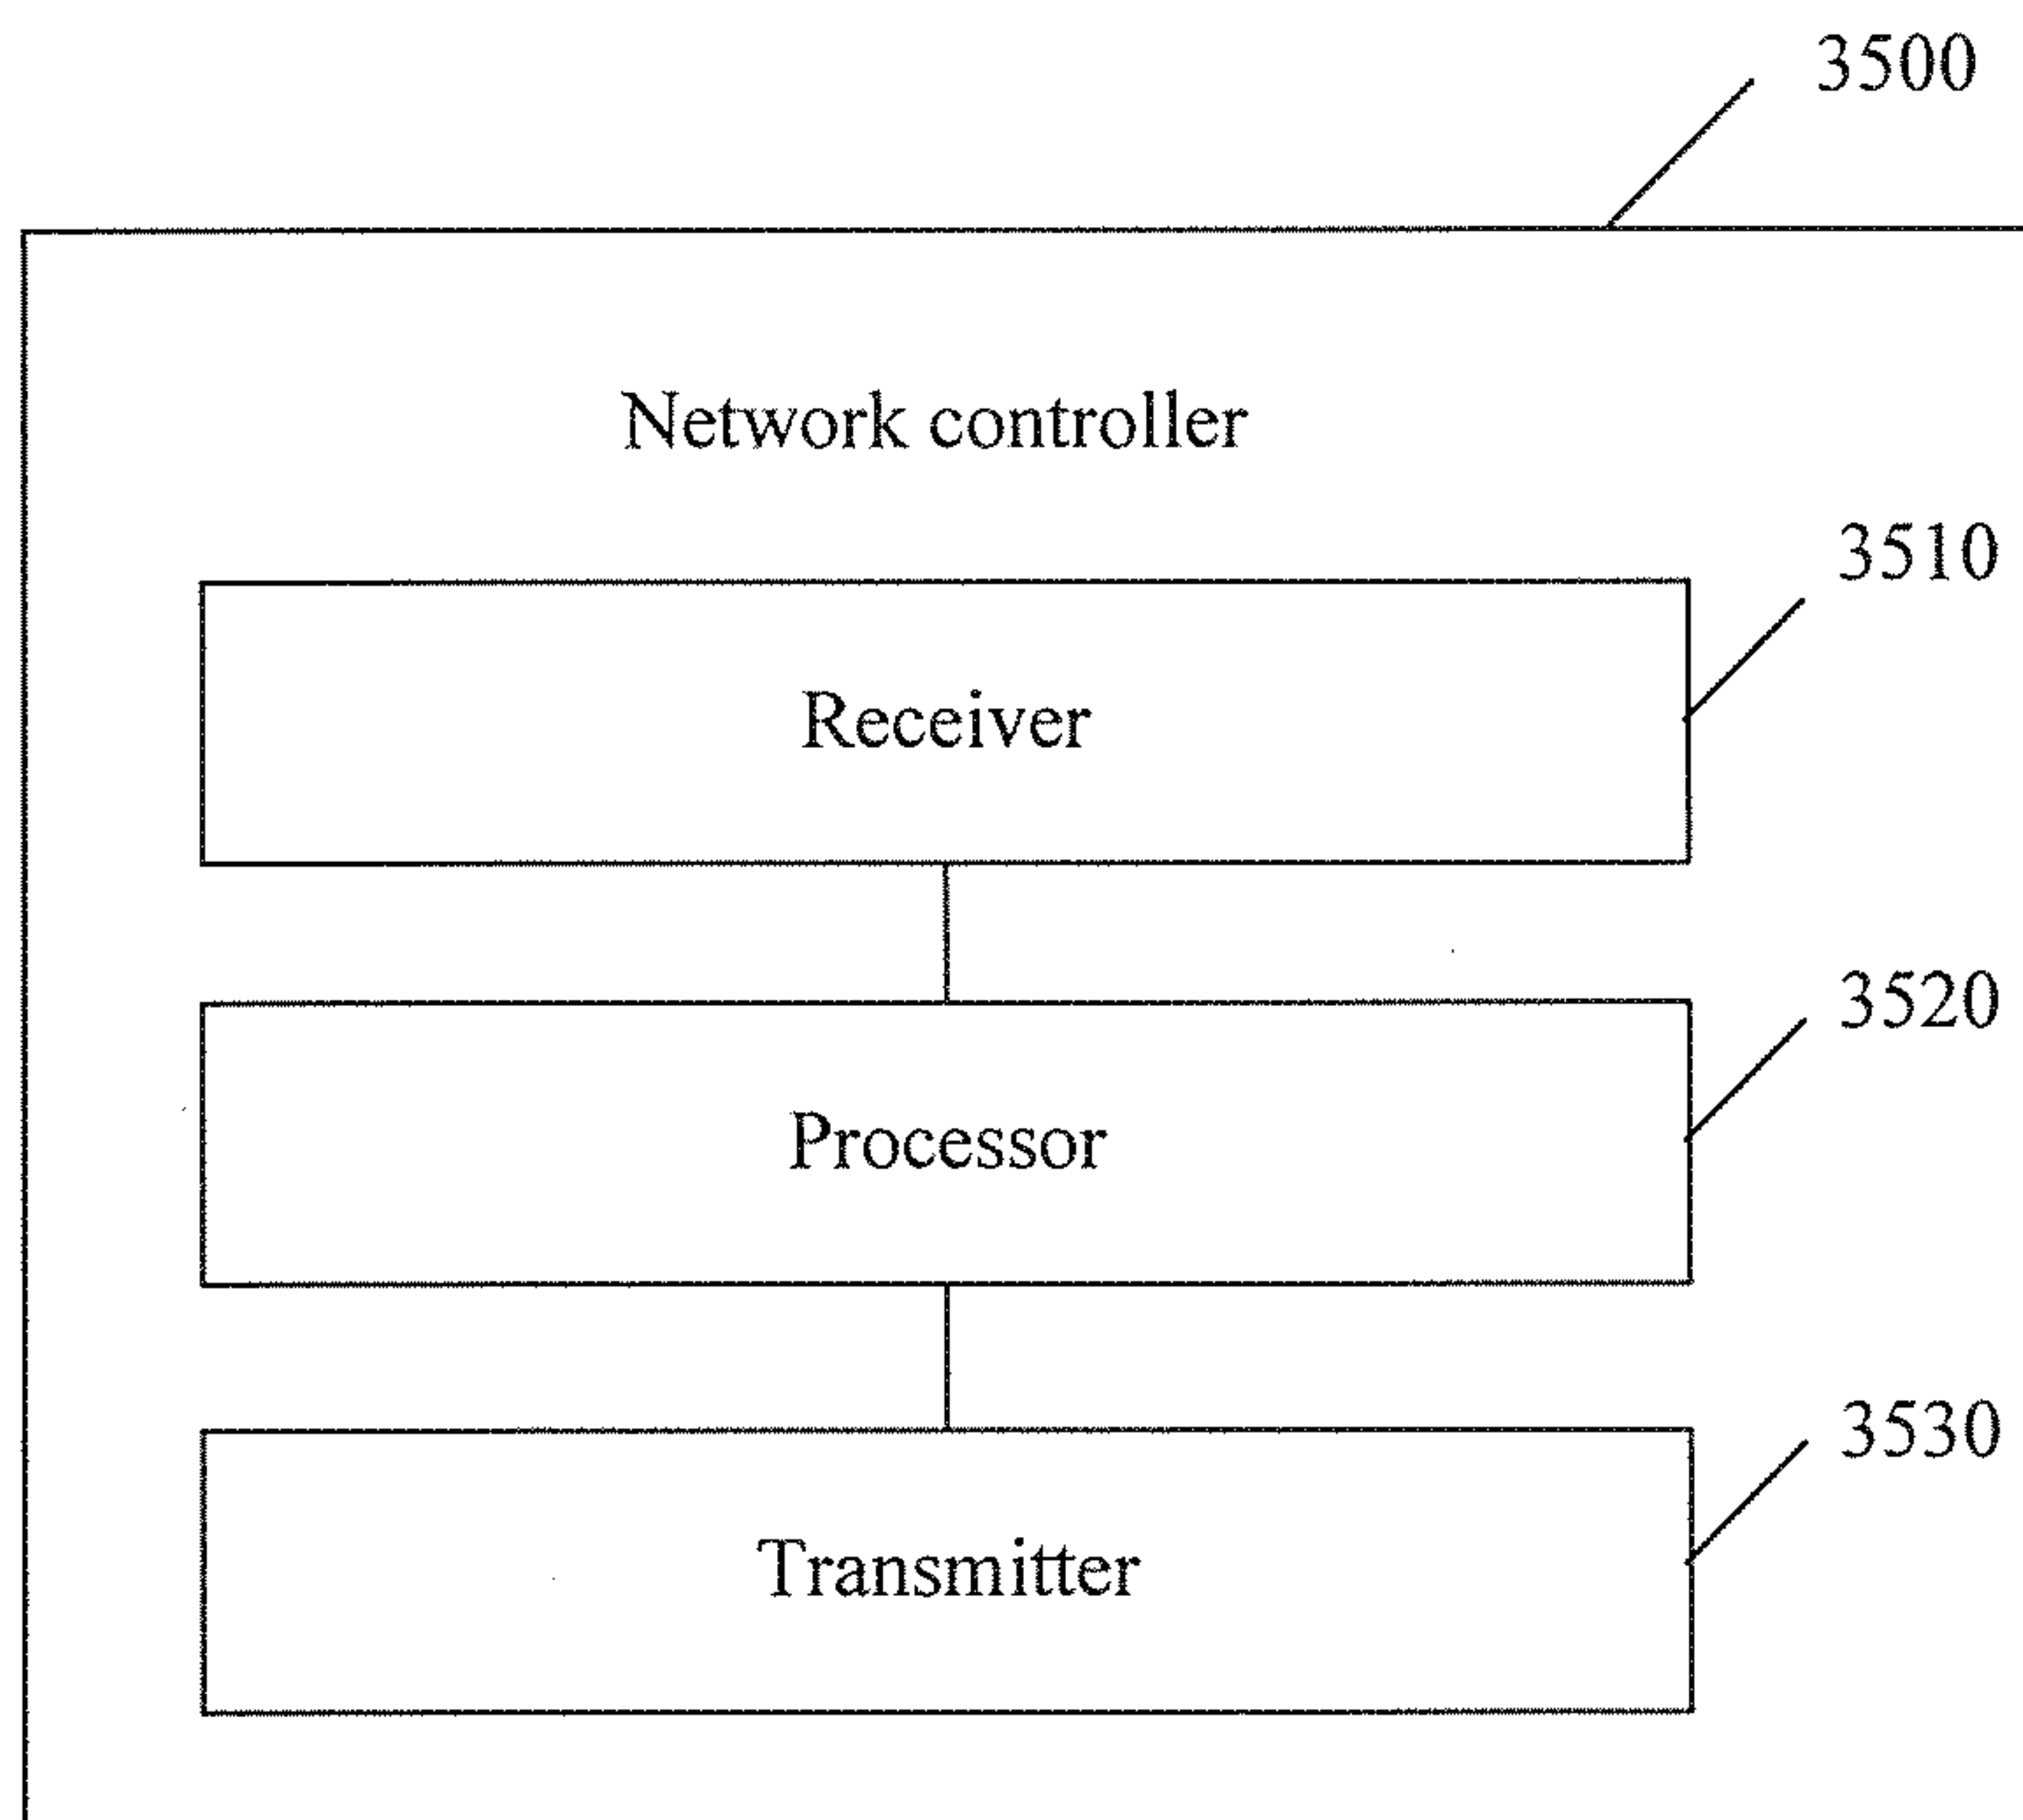 3500
Network controller
3510
Receiver
3520
Processor
3530
Transmitter